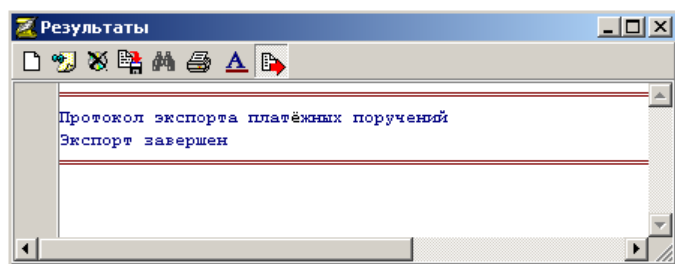 Результаты
A
Протокол экспорта платёжных поручений
Экспорт завершен